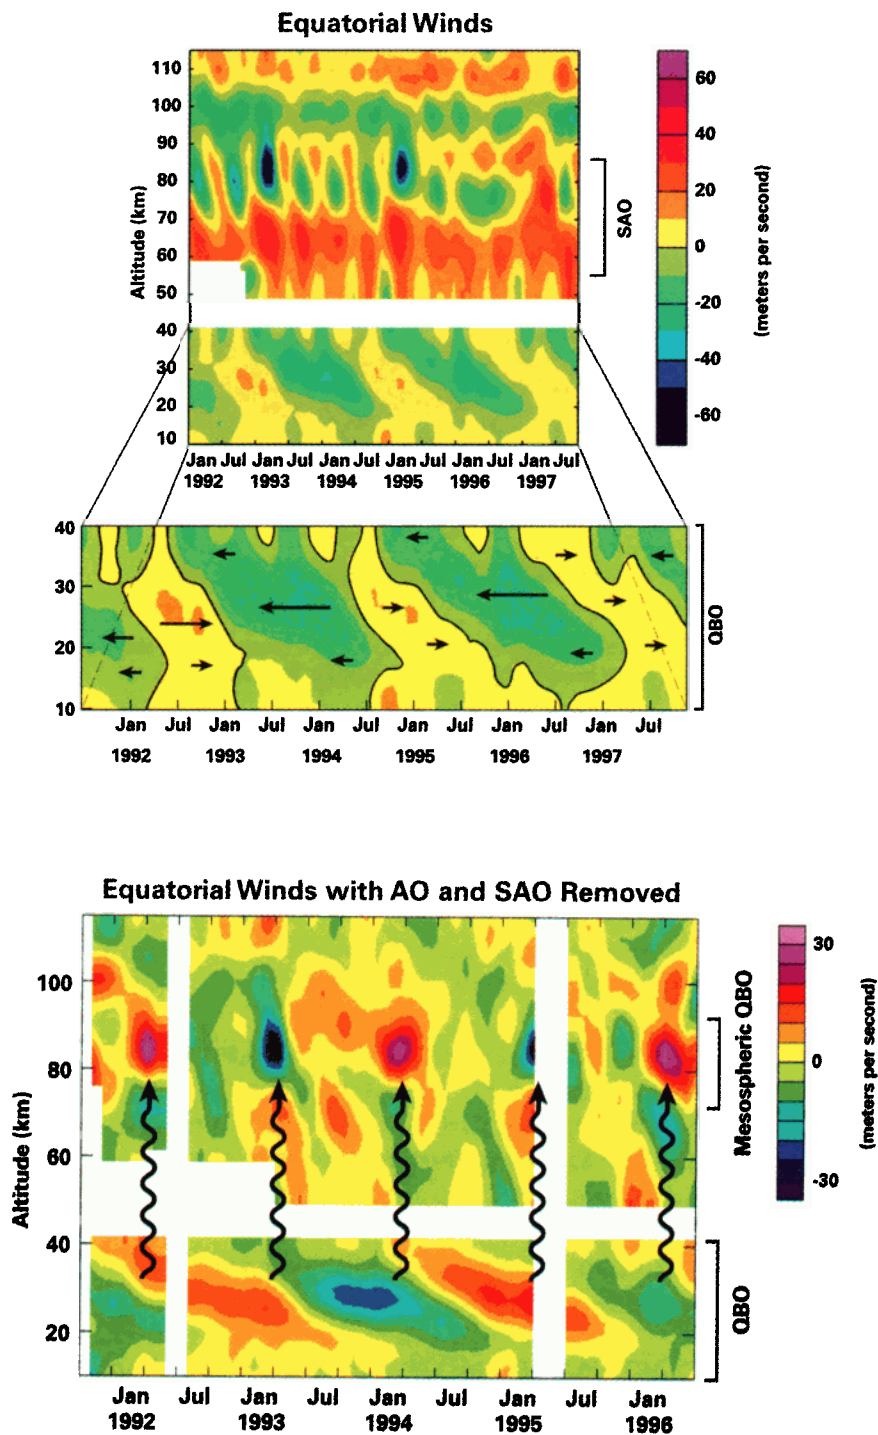 Equatorial Winds
110
100
90
80
70
60
50
40
30
20
10
Altitude (km)
SAO
60
40
20
0
-20
-40
-60
(meters per second)
Jan Jul Jan Jul Jan Jul Jan Jul Jan Jul Jan Jul
1992 1993 1994 1995 1996 1997
40
30
20
10
QBO
Jan Jul Jan Jul Jan Jul Jan Jul Jan Jul Jan Jul
1992 1993 1994 1995 1996 1997
Equatorial Winds with AO and SAO Removed
100
80
60
40
20
Altitude (km)
Mesospheric QBO
QBO
30
0
-30
(meters per second)
Jan Jul Jan Jul Jan Jul Jan Jul Jan
1992 1993 1994 1995 1996